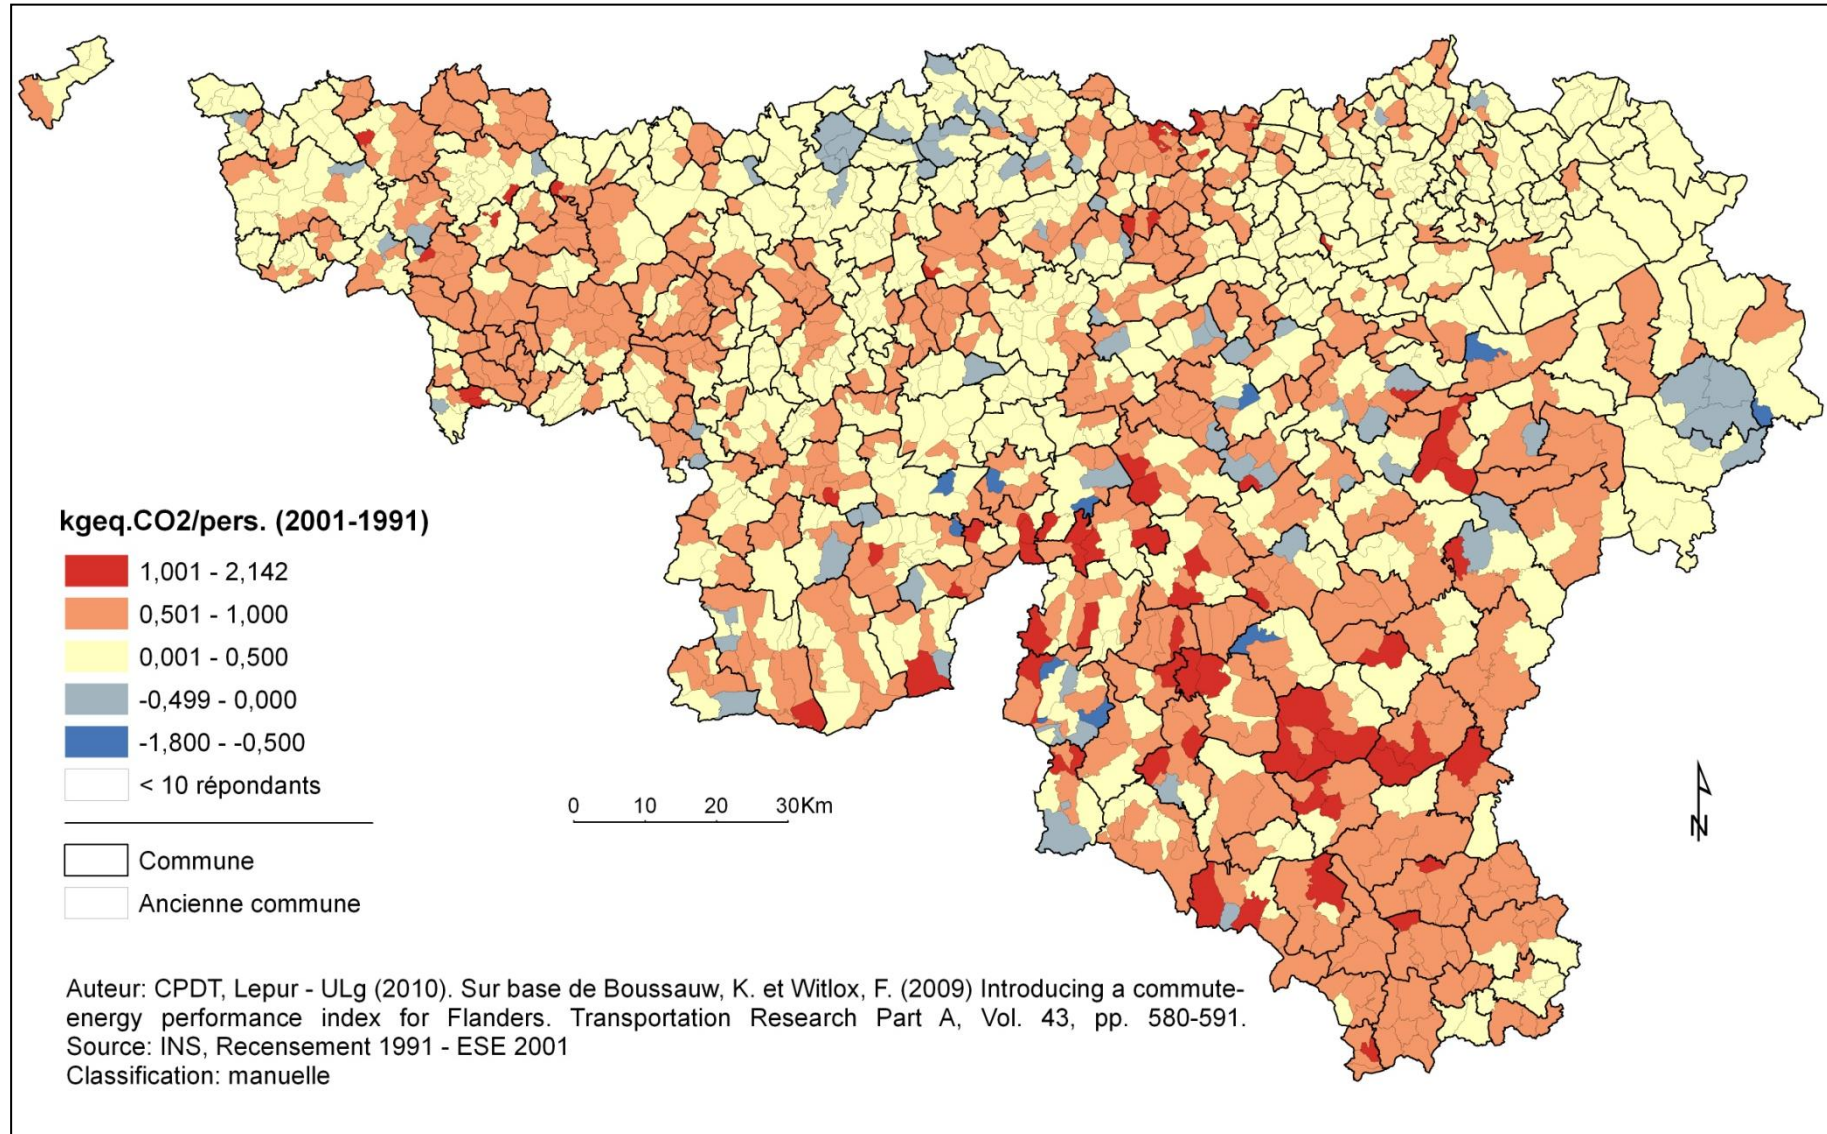 kgeq.CO2/pers. (2001-1991)
1,001 - 2,142
0,501 - 1,000
0,001 - 0,500
-0,499 - 0,000
-1,800 - -0,500
< 10 répondants
Commune
Ancienne commune
0 10 20 30Km
N
Auteur: CPDT, Lepur - ULg (2010). Sur base de Boussauw, K. et Witlox, F. (2009) Introducing a commute-
energy performance index for Flanders. Transportation Research Part A, Vol. 43, pp. 580-591.
Source: INS, Recensement 1991 - ESE 2001
Classification: manuelle